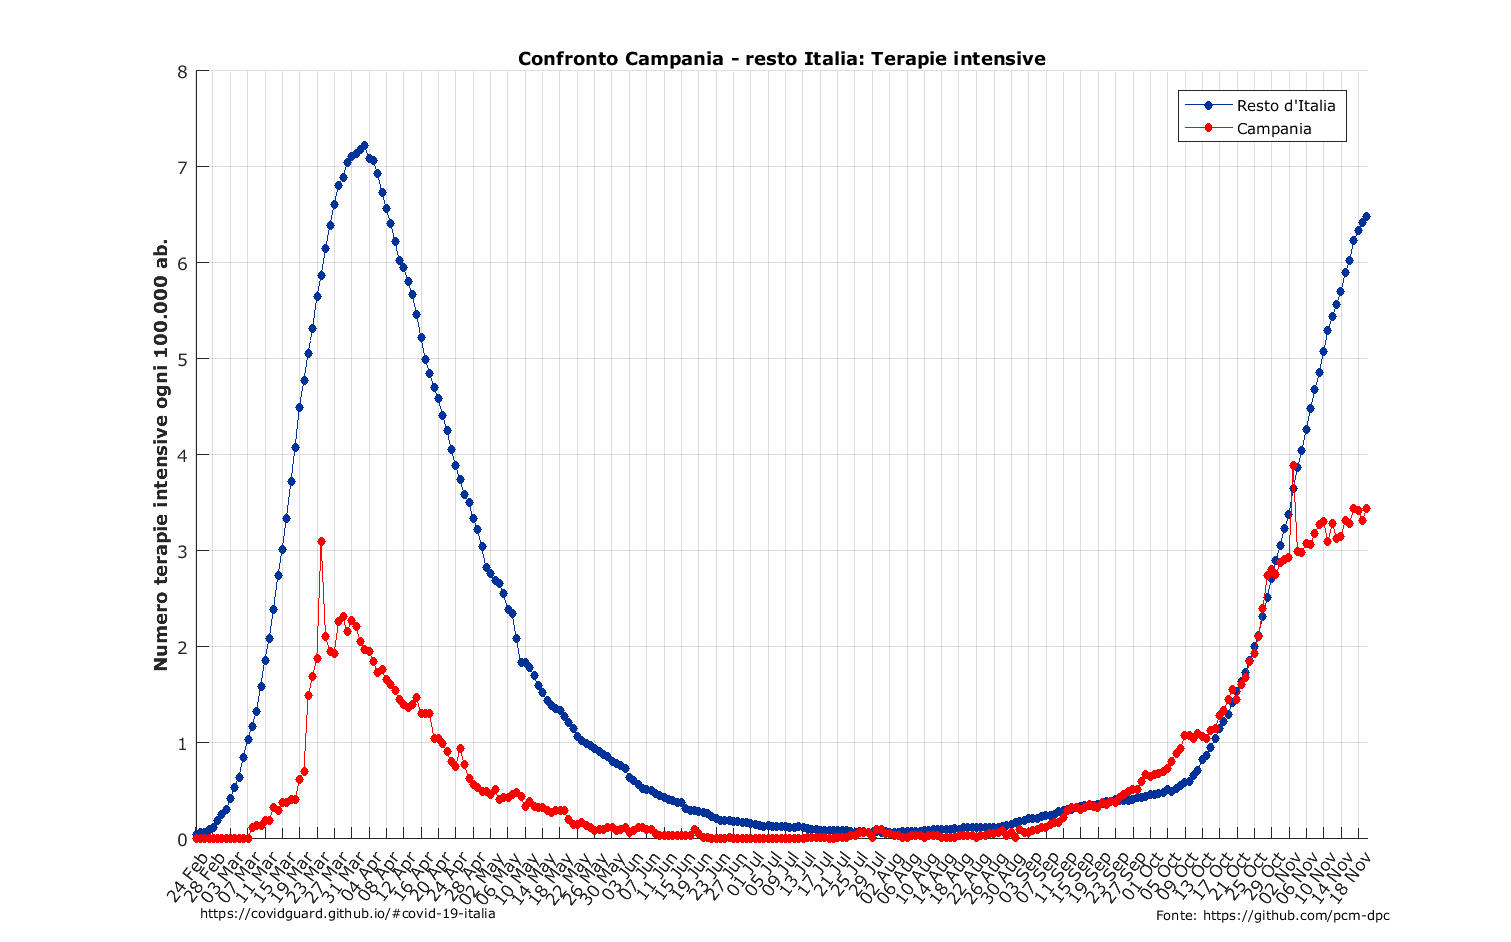 Confronto Campania - resto Italia: Terapie intensive
Resto d'Italia
Campania
Numero terapie intensive ogni 100.000 ab.
8
7
6
5
4
3
2
1
0
24 Feb
28 Feb
03 Mar
07 Mar
11 Mar
15 Mar
19 Mar
23 Mar
27 Mar
31 Mar
04 Apr
08 Apr
12 Apr
16 Apr
20 Apr
24 Apr
28 Apr
02 May
06 May
10 May
14 May
18 May
22 May
26 May
30 May
03 Jun
07 Jun
11 Jun
15 Jun
19 Jun
23 Jun
27 Jun
01 Jul
05 Jul
09 Jul
13 Jul
17 Jul
21 Jul
25 Jul
29 Jul
02 Aug
06 Aug
10 Aug
14 Aug
18 Aug
22 Aug
26 Aug
30 Aug
03 Sep
07 Sep
11 Sep
15 Sep
19 Sep
23 Sep
27 Sep
01 Oct
05 Oct
09 Oct
13 Oct
17 Oct
21 Oct
25 Oct
29 Oct
02 Nov
06 Nov
10 Nov
14 Nov
18 Nov
https://covidguard.github.io/#covid-19-italia
Fonte: https://github.com/pcm-dpc